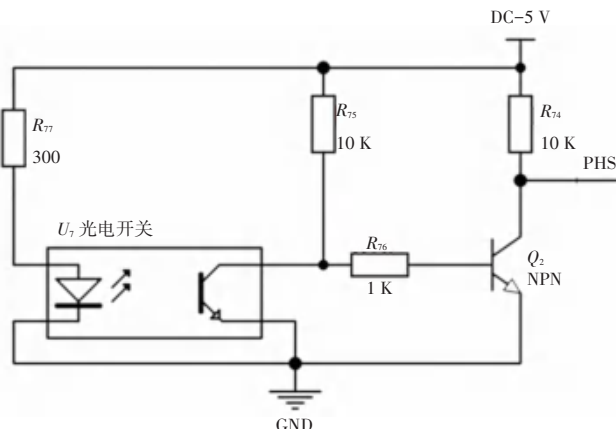 DC-5 V
R77
300
R75
10 K
R74
10 K
PHS
U7 光电开关
R76
1 K
Q2
NPN
GND